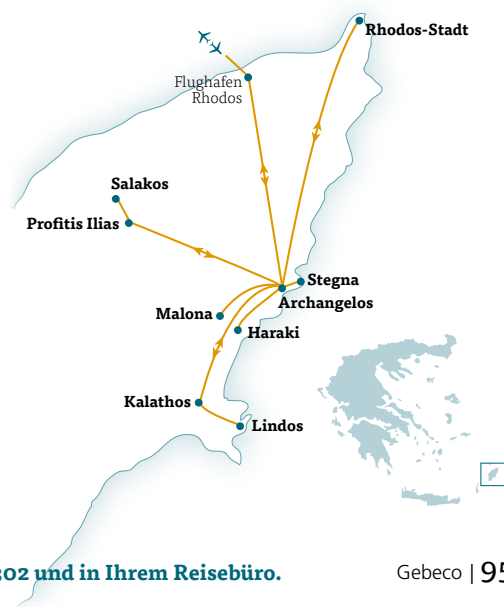 Rhodos-Stadt
Flughafen
Rhodos
Salakos
Profitis Ilias
Stegna
Archangelos
Malona
Haraki
Kalathos
Lindos
302 und in Ihrem Reisebüro.
Gebeco | 95